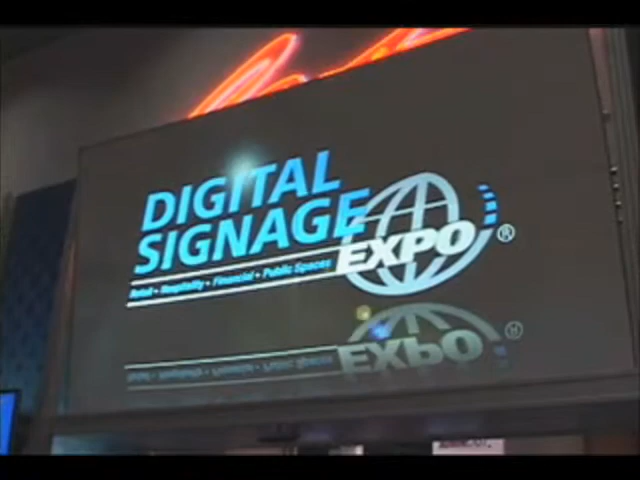 DIGITAL
SIGNAGE
EXPO®
Retail • Hospitality • Financial • Public Spaces